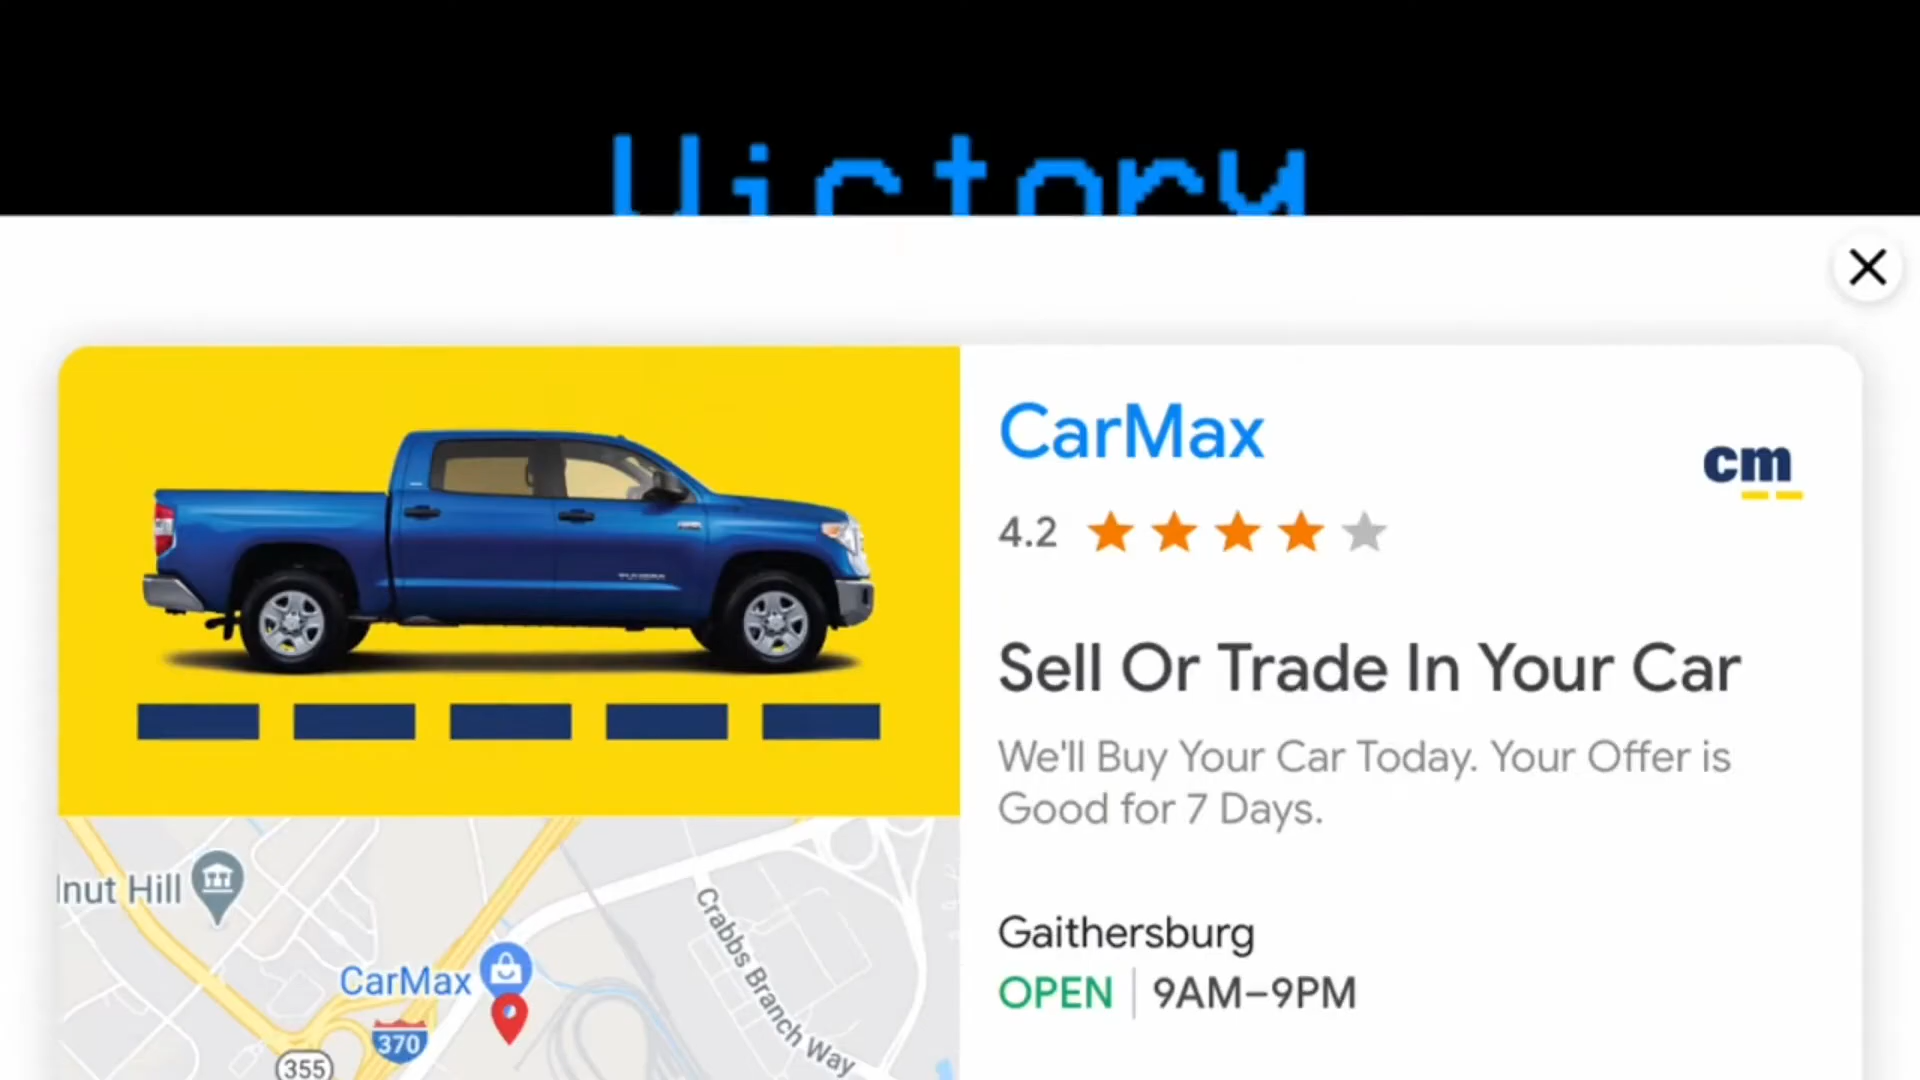 Victory
CarMax
cm
4.2
Sell Or Trade In Your Car
We'll Buy Your Car Today. Your Offer is
Good for 7 Days.
Gaithersburg
OPEN | 9AM–9PM
TUNDRA
lnut Hill
Crabbs Branch Way
CarMax
370
355